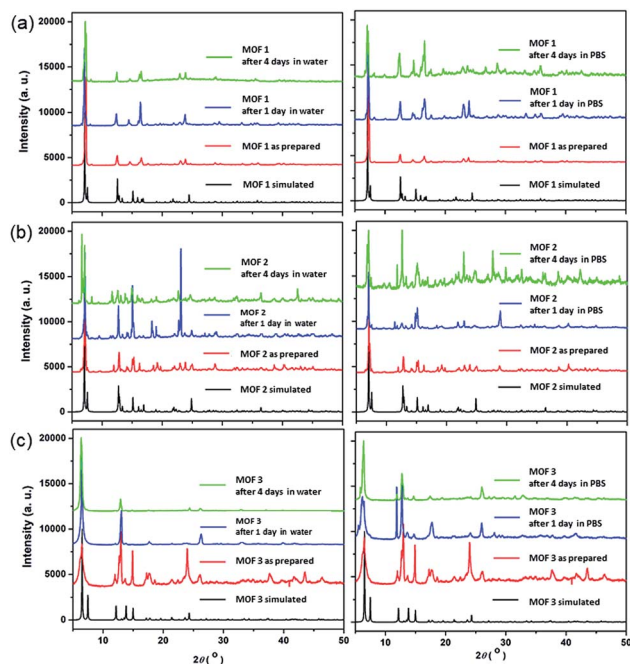 (a)
20000
15000
10000
5000
0
Intensity (a. u.)
MOF 1
after 4 days in water
MOF 1
after 1 day in water
MOF 1 as prepared
MOF 1 simulated
MOF 1
after 4 days in PBS
MOF 1
after 1 day in PBS
MOF 1 as prepared
MOF 1 simulated
(b)
20000
15000
10000
5000
0
Intensity (a. u.)
MOF 2
after 4 days in water
MOF 2
after 1 day in water
MOF 2 as prepared
MOF 2 simulated
MOF 2
after 4 days in PBS
MOF 2
after 1 day in PBS
MOF 2 as prepared
MOF 2 simulated
(c)
20000
15000
10000
5000
0
Intensity (a. u.)
MOF 3
after 4 days in water
MOF 3
after 1 day in water
MOF 3 as prepared
MOF 3 simulated
10 20 30 40 50
2θ(°)
MOF 3
after 4 days in PBS
MOF 3
after 1 day in PBS
MOF 3 as prepared
MOF 3 simulated
10 20 30 40 50
2θ(°)